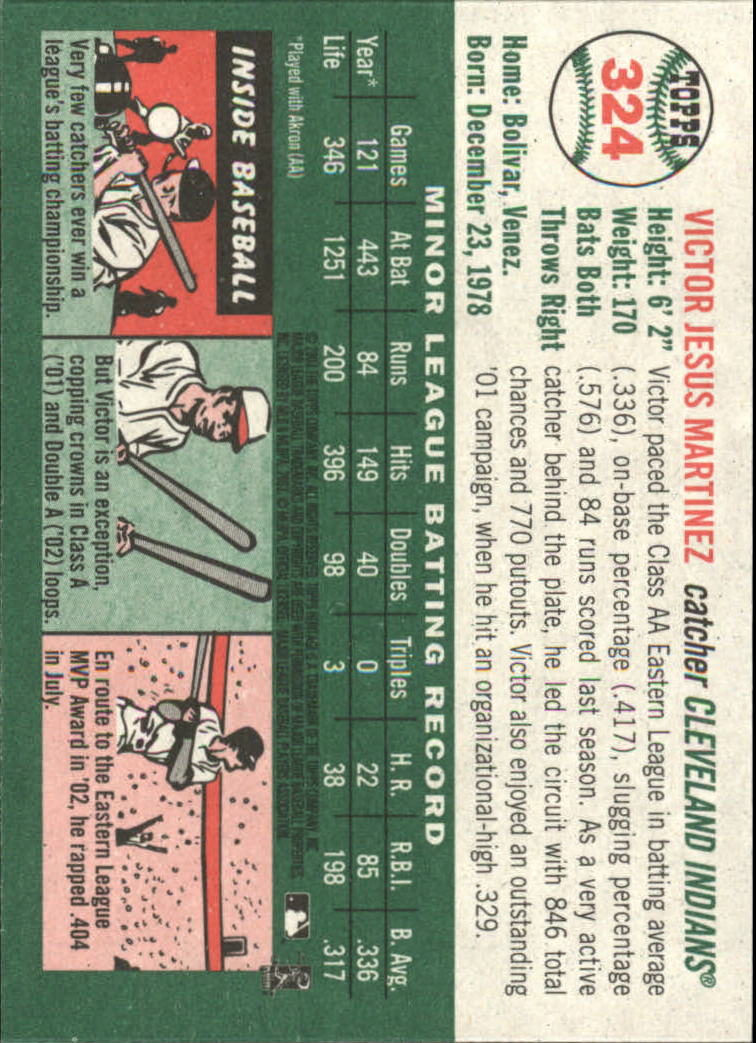 TOPPS
324
VICTOR JESUS MARTINEZ catcher CLEVELAND INDIANS®
Height: 6' 2"
Weight: 170
Bats Both
Throws Right
Home: Bolivar, Venez.
Born: December 23, 1978
Victor paced the Class AA Eastern League in batting average
(.336), on-base percentage (.417), slugging percentage
(.576) and 84 runs scored last season. As a very active
catcher behind the plate, he led the circuit with 846 total
chances and 770 putouts. Victor also enjoyed an outstanding
'01 campaign, when he hit an organizational-high .329.
MINOR LEAGUE BATTING RECORD
Games At Bat Runs Hits Doubles Triples H.R. R.B.I. B. Avg.
Year* 121 443 84 149 40 0 22 85 .336
Life 346 1251 200 396 98 3 38 198 .317
*Played with Akron (AA)
INSIDE BASEBALL
Very few catchers ever win a
league's batting championship.
But Victor is an exception,
copping crowns in Class A
('01) and Double A ('02) loops.
En route to the Eastern League
MVP Award in '02, he rapped .404
in July.